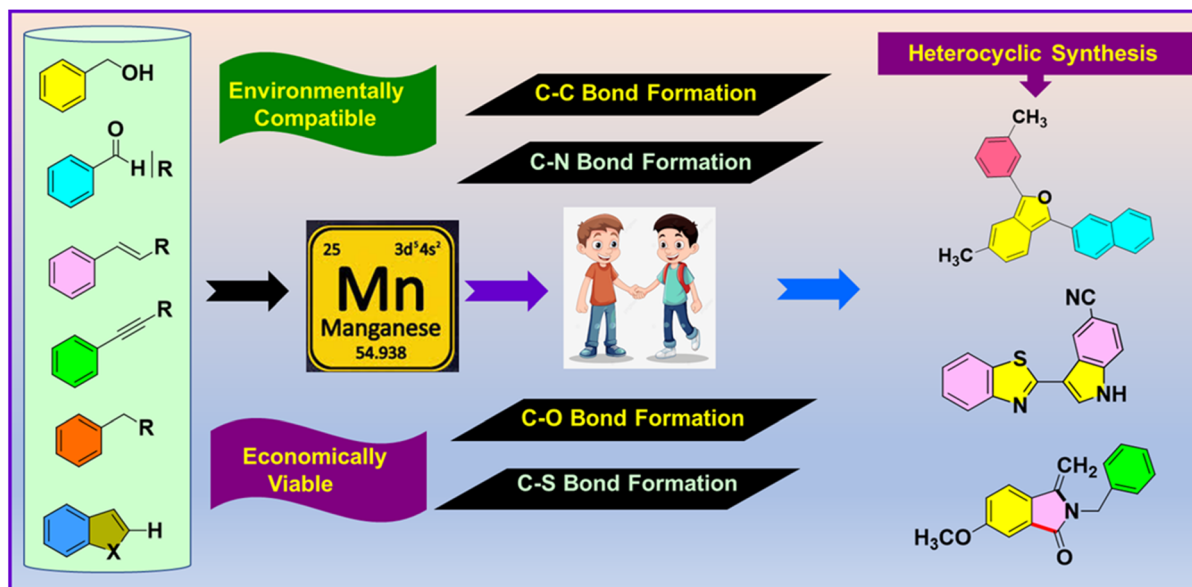 OH
O
H | R
R
R
R
H
X
Environmentally
Compatible
Economically
Viable
25 3d⁵4s²
Mn
Manganese
54.938
C-C Bond Formation
C-N Bond Formation
C-O Bond Formation
C-S Bond Formation
Heterocyclic Synthesis
CH₃
O
H₃C
NC
S
N
NH
CH₂
N
H₃CO
O